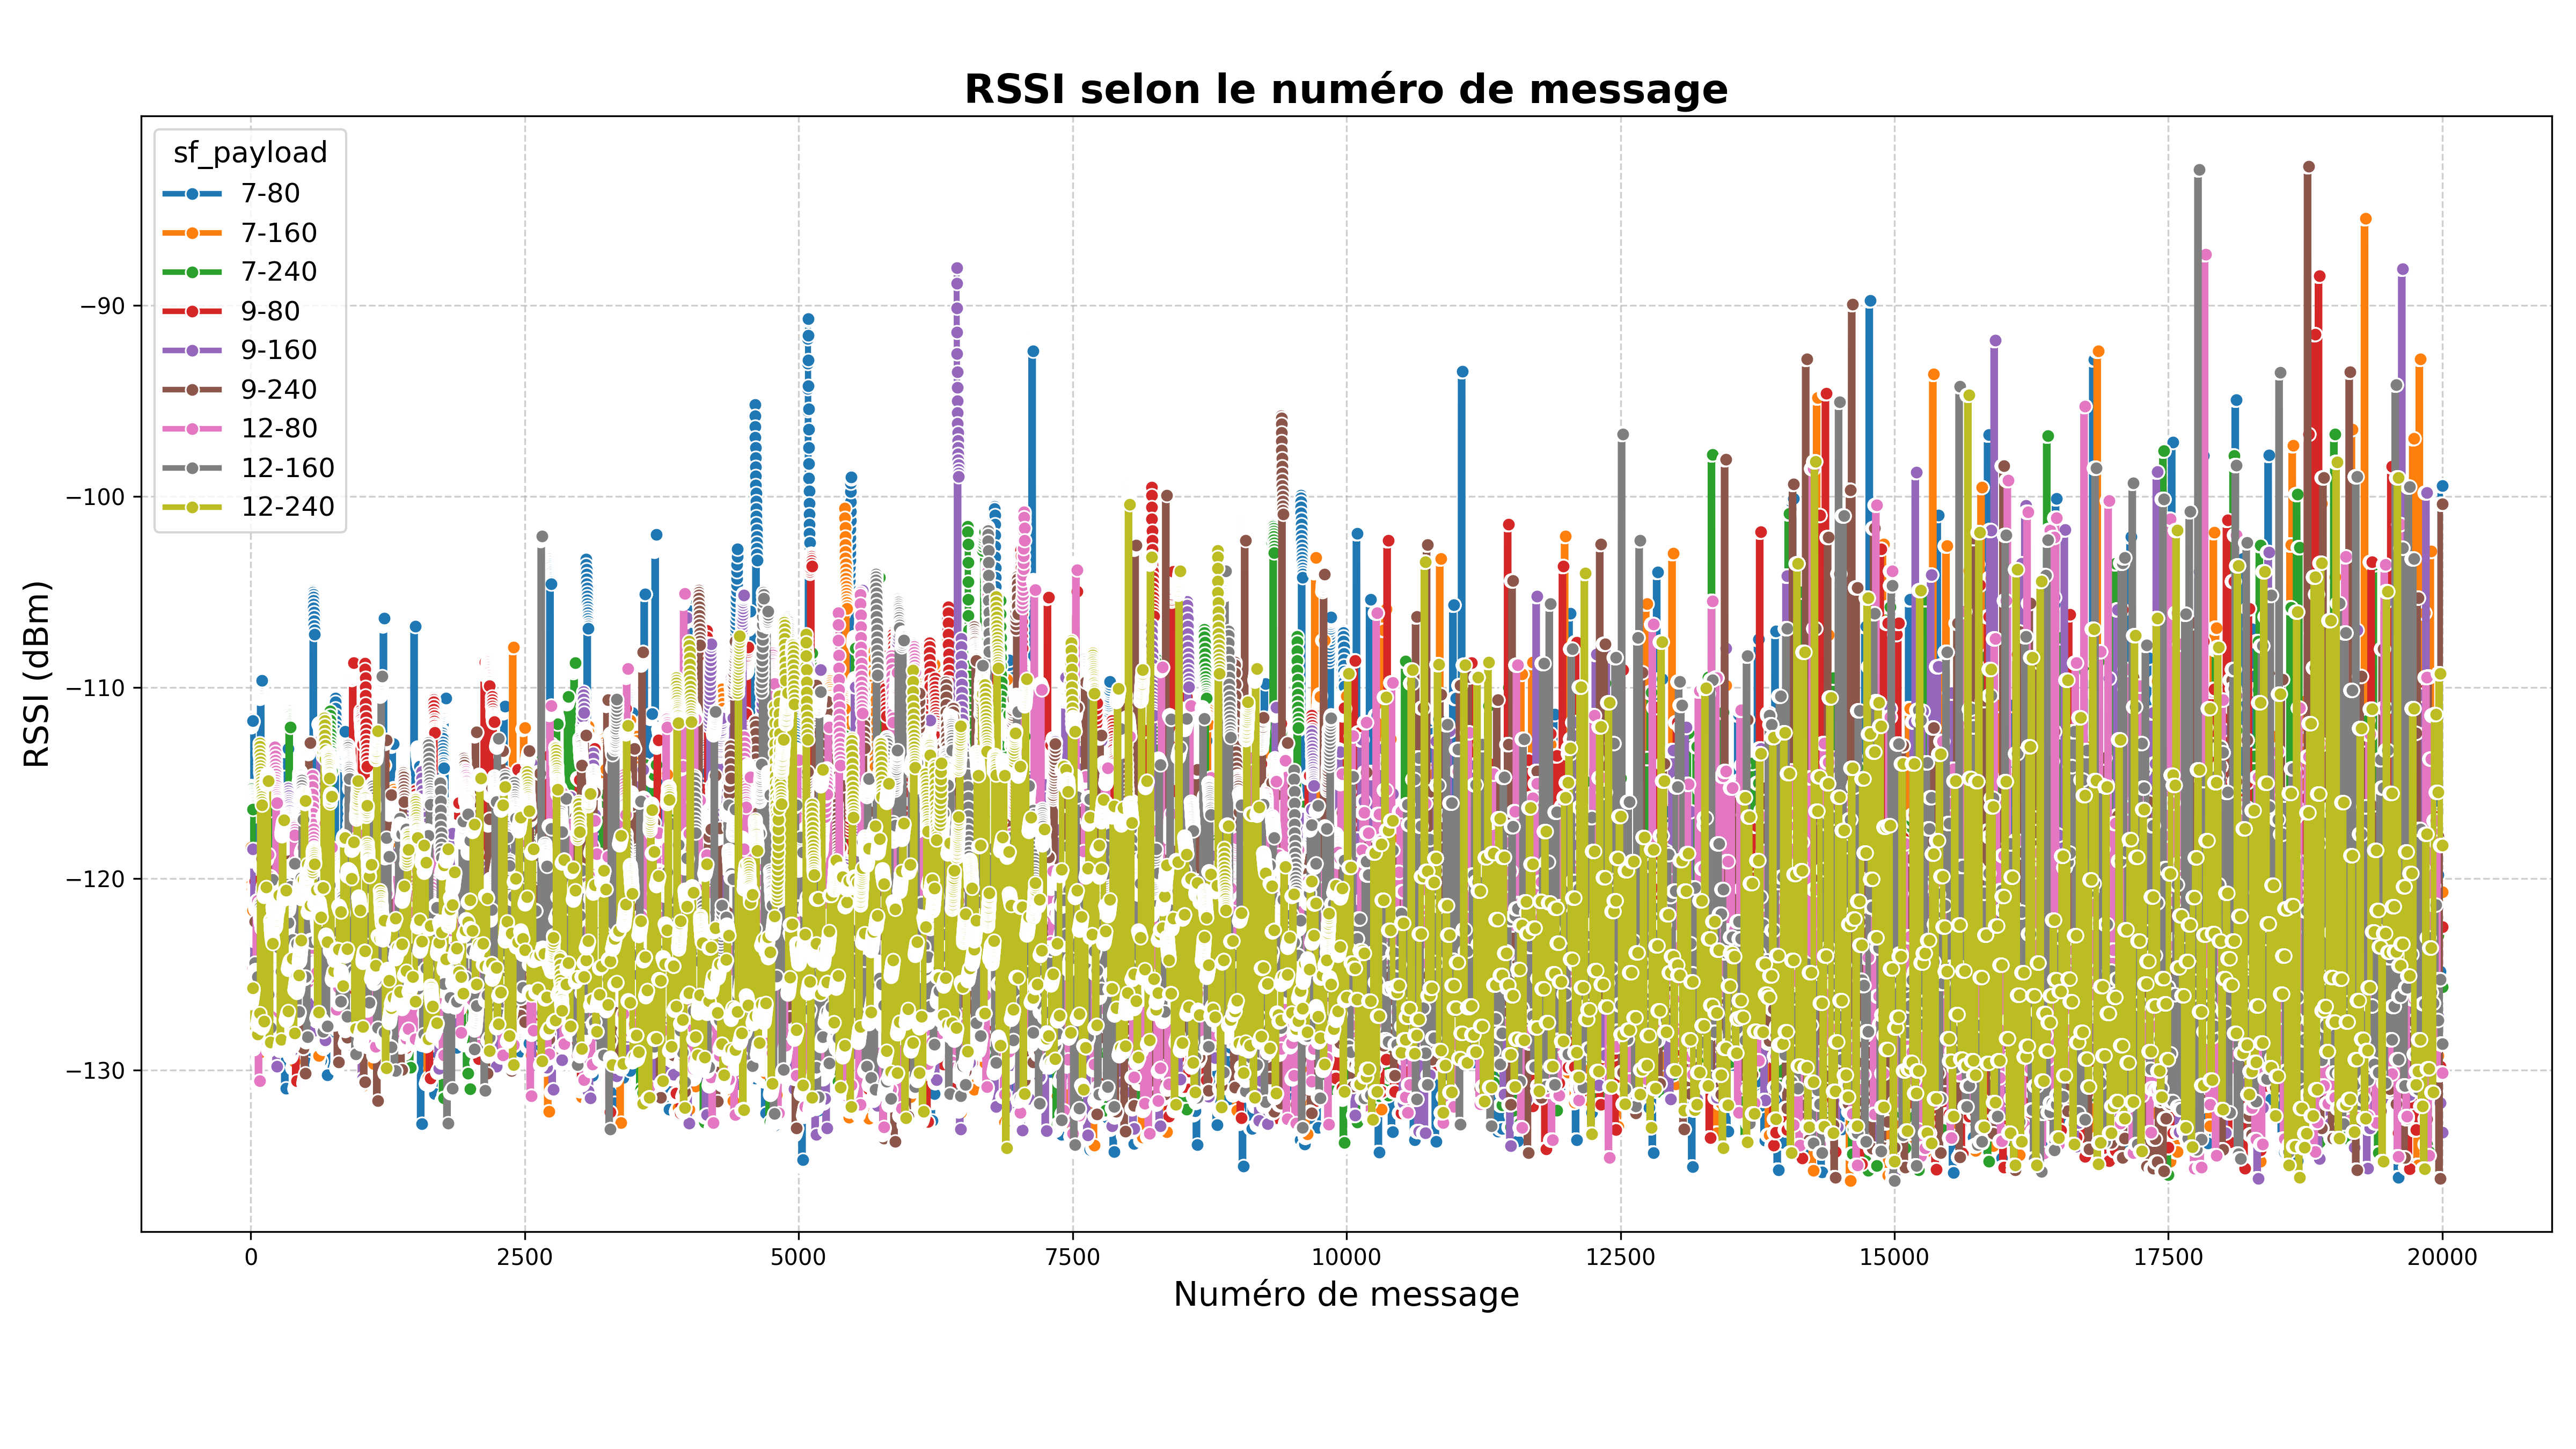 RSSI selon le numéro de message
sf_payload
7-80
7-160
7-240
9-80
9-160
9-240
12-80
12-160
12-240
RSSI (dBm)
−90
−100
−110
−120
−130
0 2500 5000 7500 10000 12500 15000 17500 20000
Numéro de message